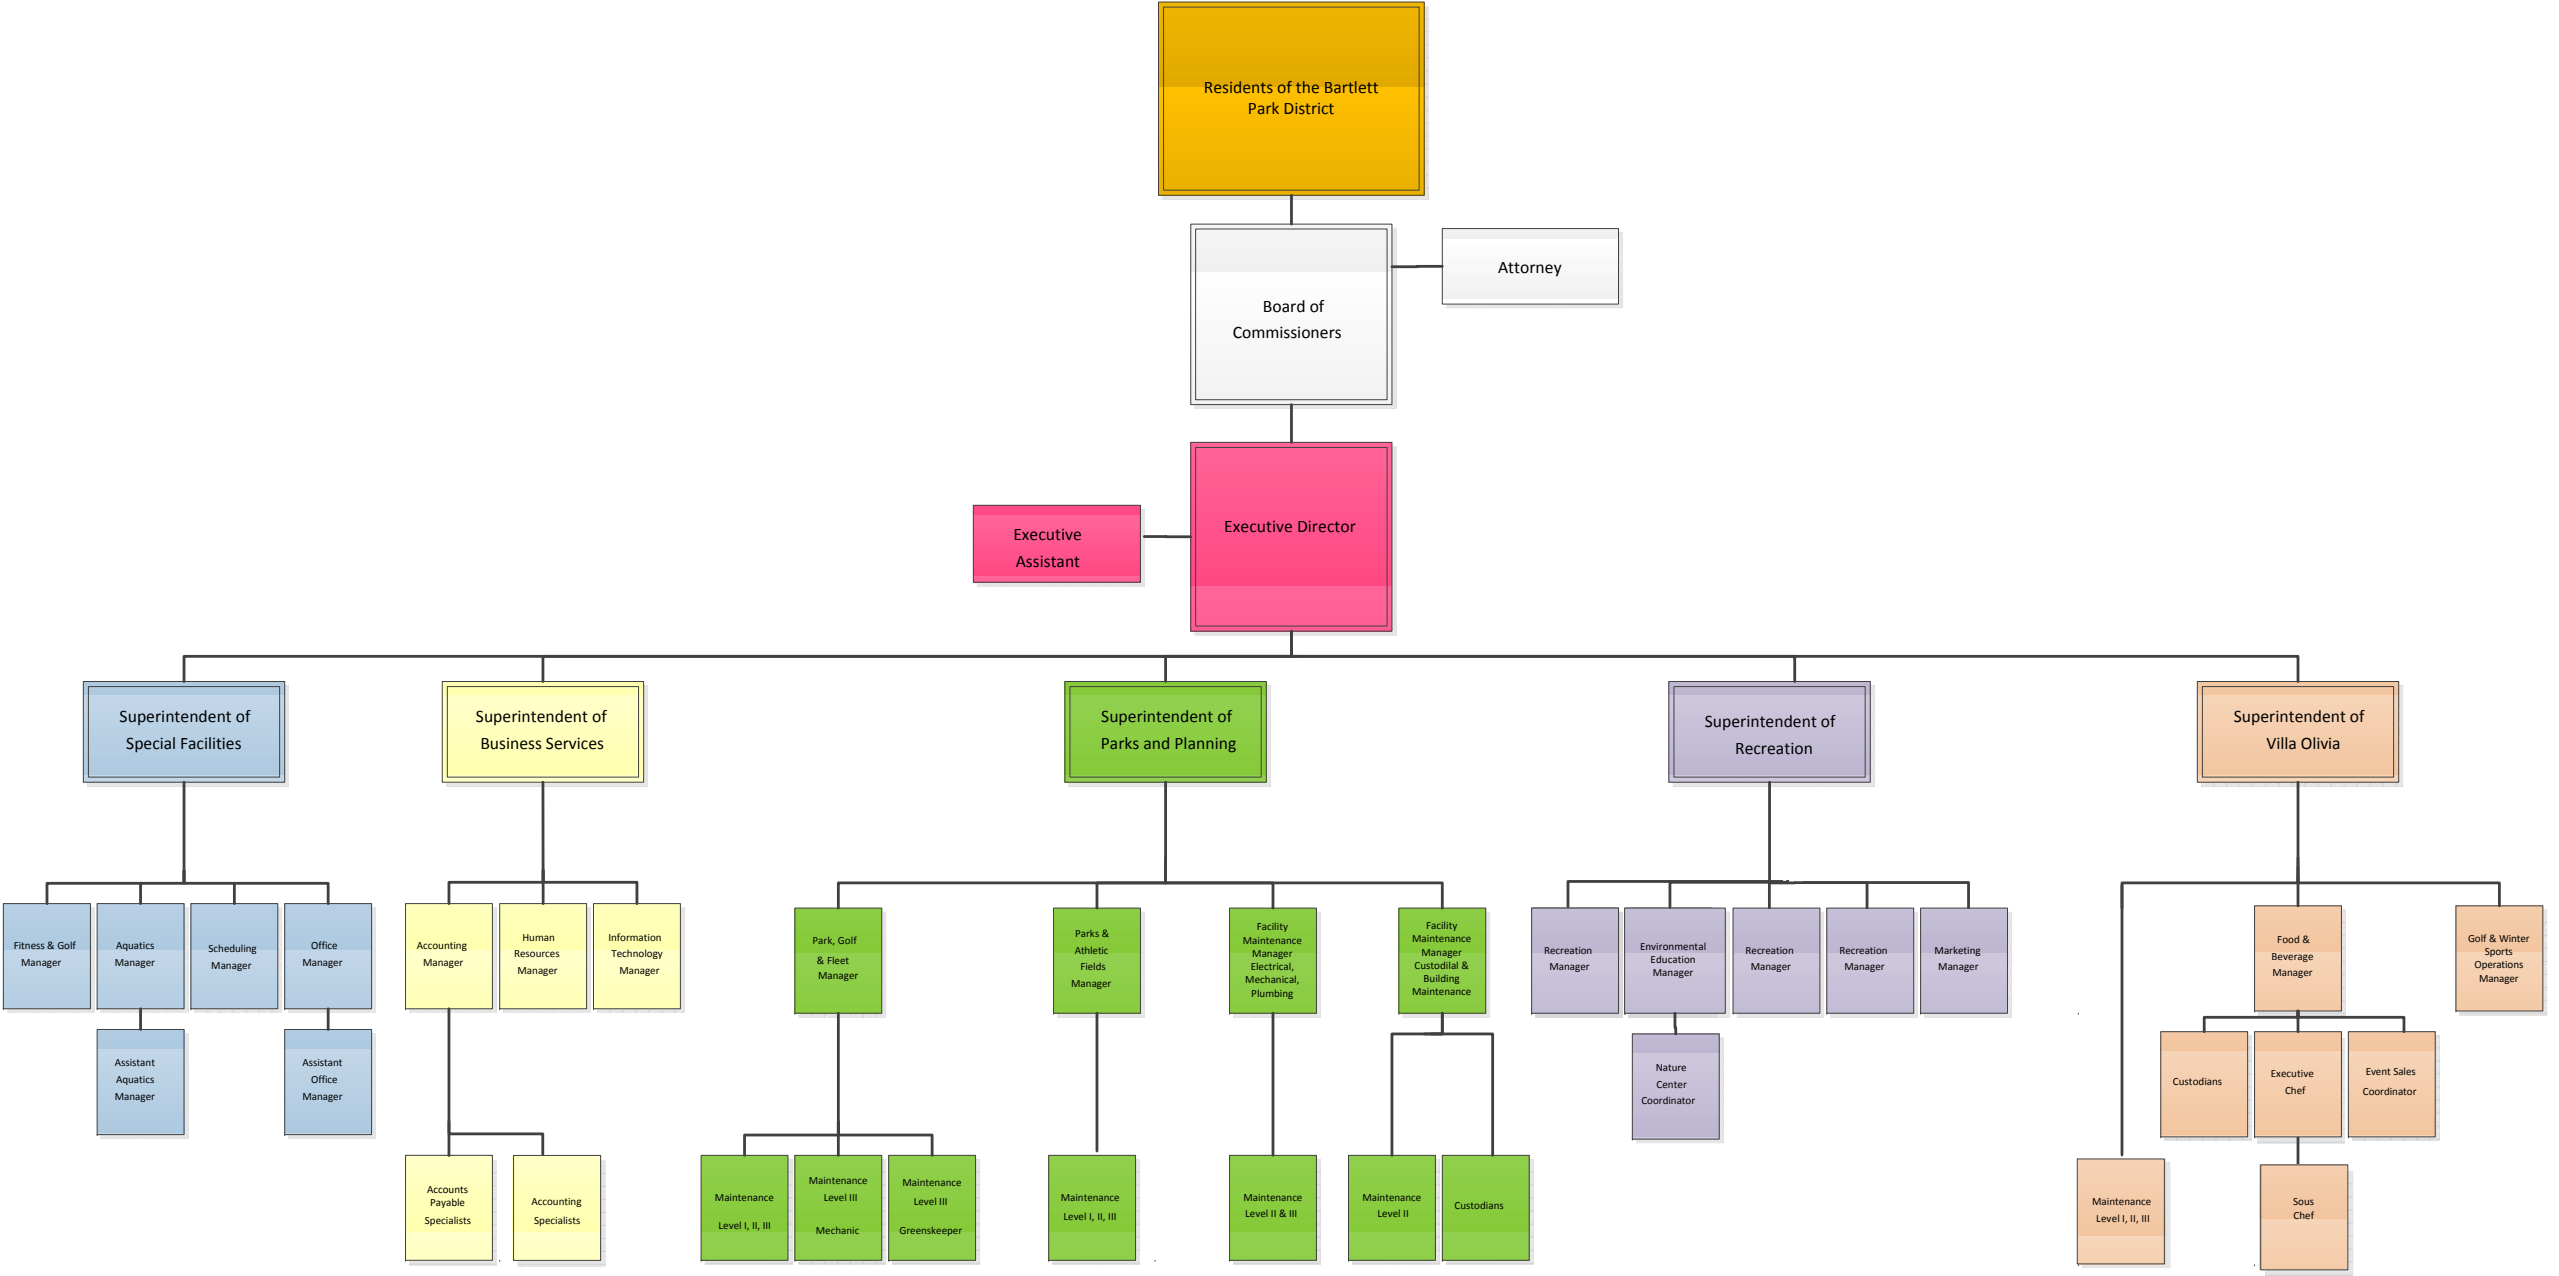 Residents of the Bartlett
Park District
Attorney
Board of
Commissioners
Executive Director
Executive
Assistant
Superintendent of
Special Facilities
Superintendent of
Business Services
Superintendent of
Parks and Planning
Superintendent of
Recreation
Superintendent of
Villa Olivia
Fitness & Golf
Manager
Aquatics
Manager
Scheduling
Manager
Office
Manager
Accounting
Manager
Human
Resources
Manager
Information
Technology
Manager
Park, Golf
& Fleet
Manager
Parks &
Athletic
Fields
Manager
Facility
Maintenance
Manager
Electrical,
Mechanical,
Plumbing
Facility
Maintenance
Manager
Custodilal &
Building
Maintenance
Recreation
Manager
Environmental
Education
Manager
Recreation
Manager
Recreation
Manager
Marketing
Manager
Food &
Beverage
Manager
Golf & Winter
Sports
Operations
Manager
Assistant
Aquatics
Manager
Assistant
Office
Manager
Nature
Center
Coordinator
Custodians
Executive
Chef
Event Sales
Coordinator
Accounts
Payable
Specialists
Accounting
Specialists
Maintenance
Level I, II, III
Maintenance
Level III
Mechanic
Maintenance
Level III
Greenskeeper
Maintenance
Level I, II, III
Maintenance
Level II & III
Maintenance
Level II
Custodians
Maintenance
Level I, II, III
Sous
Chef